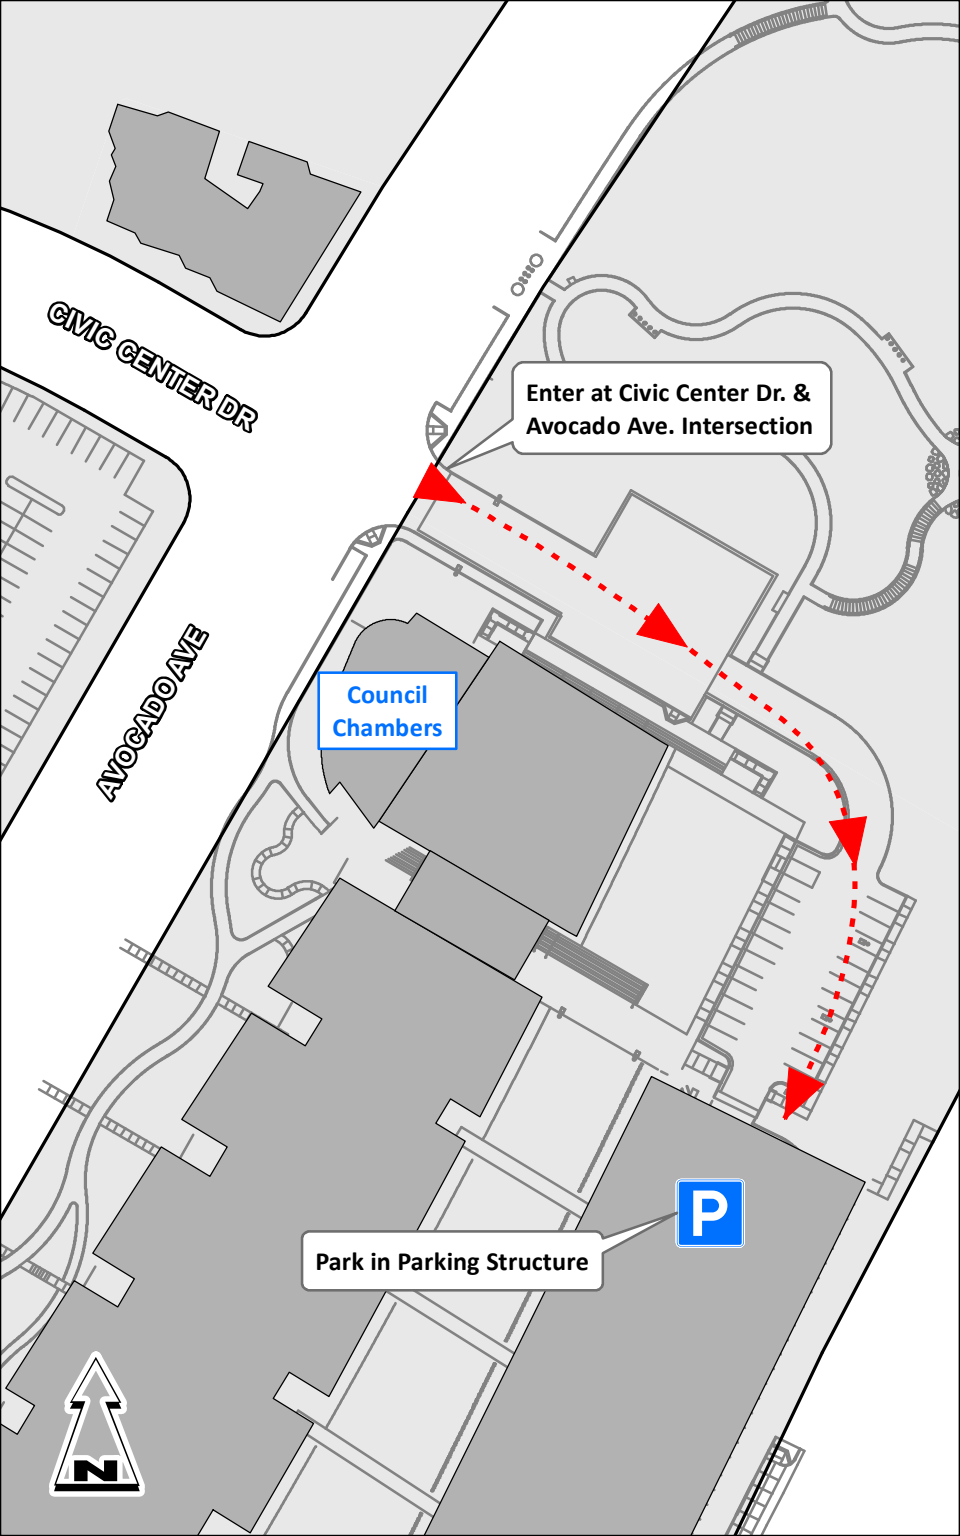 CIVIC CENTER DR
Enter at Civic Center Dr. &
Avocado Ave. Intersection
AVOCADO AVE
Council
Chambers
P
Park in Parking Structure
N